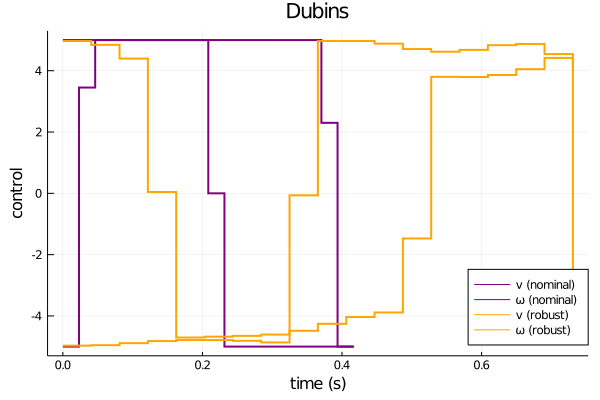 Dubins
control
4
2
0
-2
-4
0.0
0.2
0.4
0.6
time (s)
v (nominal)
ω (nominal)
v (robust)
ω (robust)